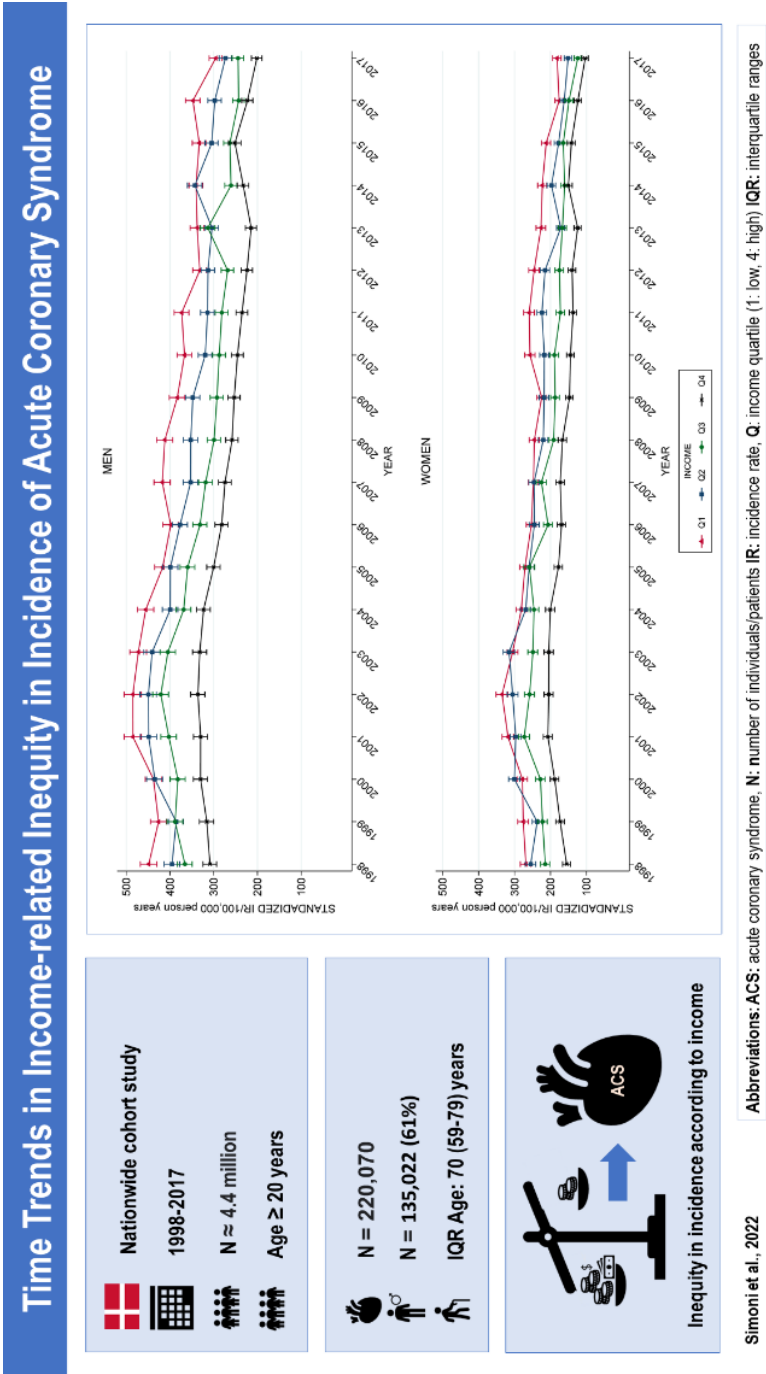 Time Trends in Income-related Inequity in Incidence of Acute Coronary Syndrome
Nationwide cohort study
1998-2017
N ≈ 4.4 million
Age ≥ 20 years
N = 220,070
N = 135,022 (61%)
IQR Age: 70 (59-79) years
ACS
Inequity in incidence according to income
MEN
STANDADIZED IR/100,000 person years
500
400
300
200
100
1998
1999
2000
2001
2002
2003
2004
2005
2006
2007
2008
2009
2010
2011
2012
2013
2014
2015
2016
2017
YEAR
WOMEN
STANDADIZED IR/100,000 person years
500
400
300
200
100
1998
1999
2000
2001
2002
2003
2004
2005
2006
2007
2008
2009
2010
2011
2012
2013
2014
2015
2016
2017
YEAR
INCOME
Q1 Q2 Q3 Q4
Simoni et al., 2022
Abbreviations: ACS: acute coronary syndrome, N: number of individuals/patients IR: incidence rate, Q: income quartile (1: low, 4: high) IQR: interquartile ranges